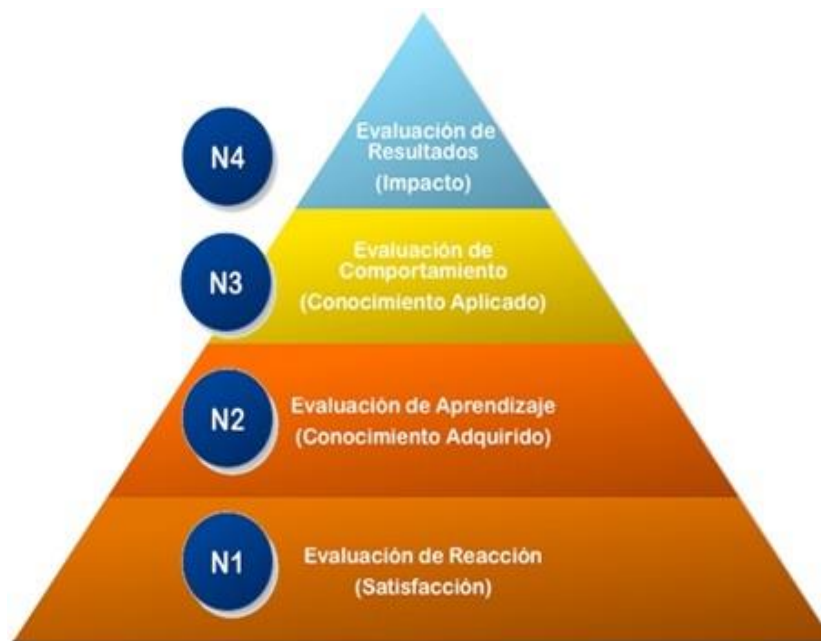 N4
Evaluación de
Resultados
(Impacto)
N3
Evaluación de
Comportamiento
(Conocimiento Aplicado)
N2
Evaluación de Aprendizaje
(Conocimiento Adquirido)
N1
Evaluación de Reacción
(Satisfacción)